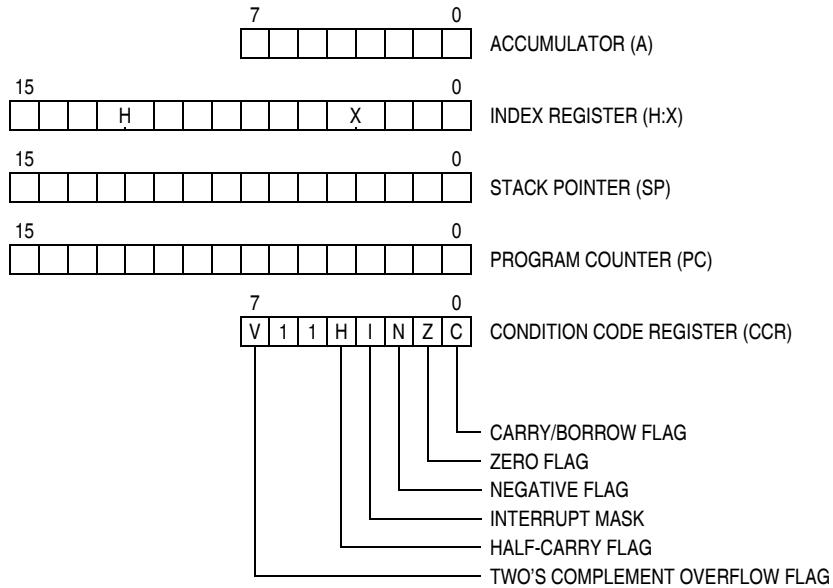 7 0
ACCUMULATOR (A)
15 0
H X INDEX REGISTER (H:X)
15 0
STACK POINTER (SP)
15 0
PROGRAM COUNTER (PC)
7 0
V 1 1 H I N Z C CONDITION CODE REGISTER (CCR)
CARRY/BORROW FLAG
ZERO FLAG
NEGATIVE FLAG
INTERRUPT MASK
HALF-CARRY FLAG
TWO'S COMPLEMENT OVERFLOW FLAG